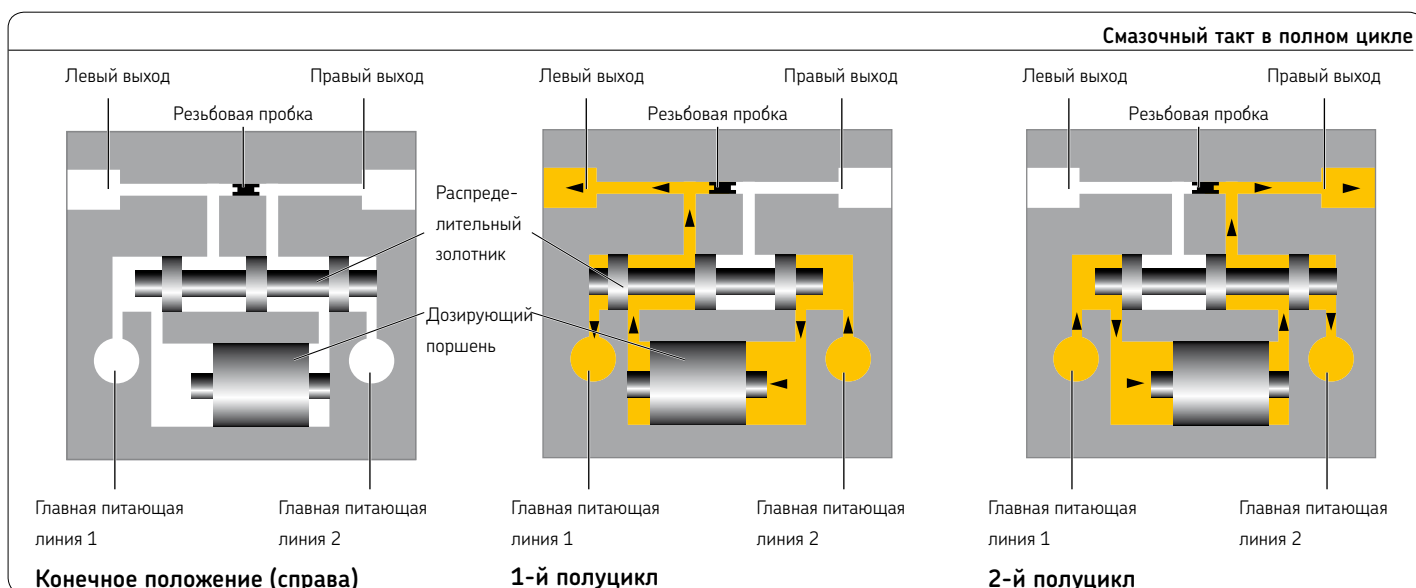 Смазочный такт в полном цикле
Левый выход
Правый выход
Резьбовая пробка
Левый выход
Правый выход
Резьбовая пробка
Левый выход
Правый выход
Резьбовая пробка
Распреде-
лительный
золотник
Дозирующий
поршень
Главная питающая
линия 1
Главная питающая
линия 2
Главная питающая
линия 1
Главная питающая
линия 2
Главная питающая
линия 1
Главная питающая
линия 2
Конечное положение (справа)
1-й полуцикл
2-й полуцикл